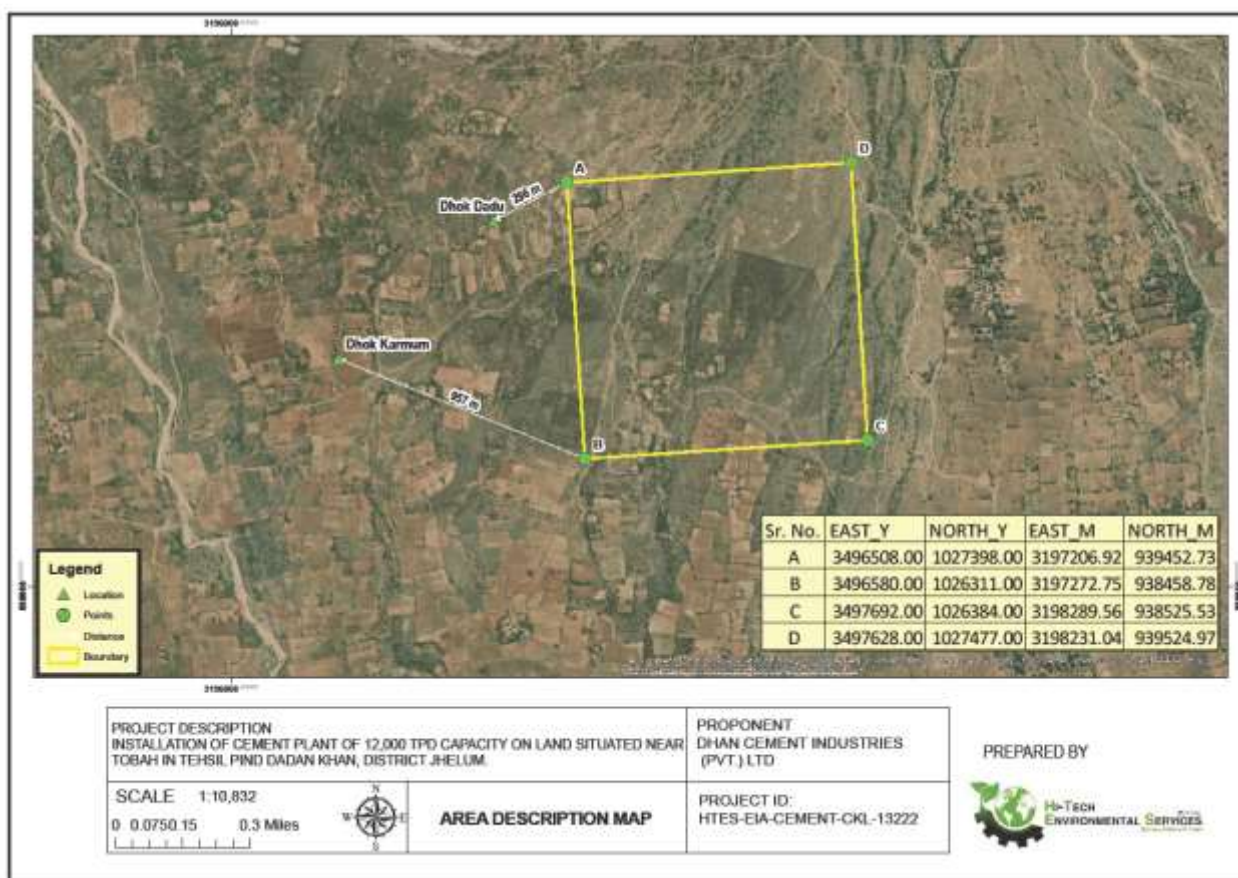 3196000
A
D
296 m
Dhok Dadu
Dhok Karmum
957 m
B
C
Sr. No. EAST_Y NORTH_Y EAST_M NORTH_M
A 3496508.00 1027398.00 3197206.92 939452.73
B 3496580.00 1026311.00 3197272.75 938458.78
C 3497692.00 1026384.00 3198289.56 938525.53
D 3497628.00 1027477.00 3198231.04 939524.97
Legend
Location
Points
Distance
Boundary
3196000
PROJECT DESCRIPTION
INSTALLATION OF CEMENT PLANT OF 12,000 TPD CAPACITY ON LAND SITUATED NEAR
TOBAH IN TEHSIL PIND DADAN KHAN, DISTRICT JHELUM.
PROPONENT
DHAN CEMENT INDUSTRIES
(PVT.) LTD
SCALE 1:10,832
0 0.075 0.15 0.3 Miles
N
W E
S
AREA DESCRIPTION MAP
PROJECT ID:
HTES-EIA-CEMENT-CKL-13222
PREPARED BY
HI-TECH
ENVIRONMENTAL SERVICES